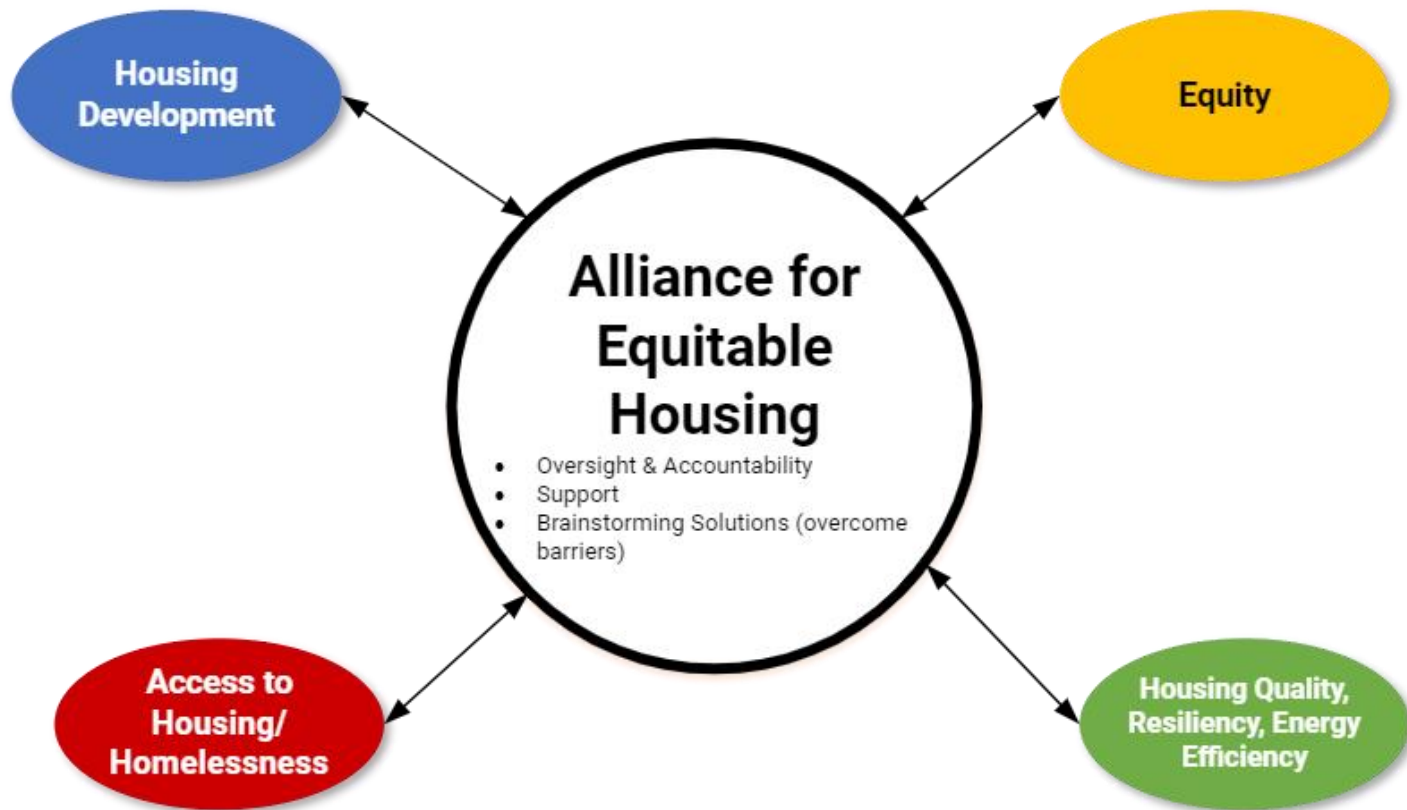 Housing
Development
Equity
Alliance for
Equitable
Housing
• Oversight & Accountability
• Support
• Brainstorming Solutions (overcome
barriers)
Access to
Housing/
Homelessness
Housing Quality,
Resiliency, Energy
Efficiency